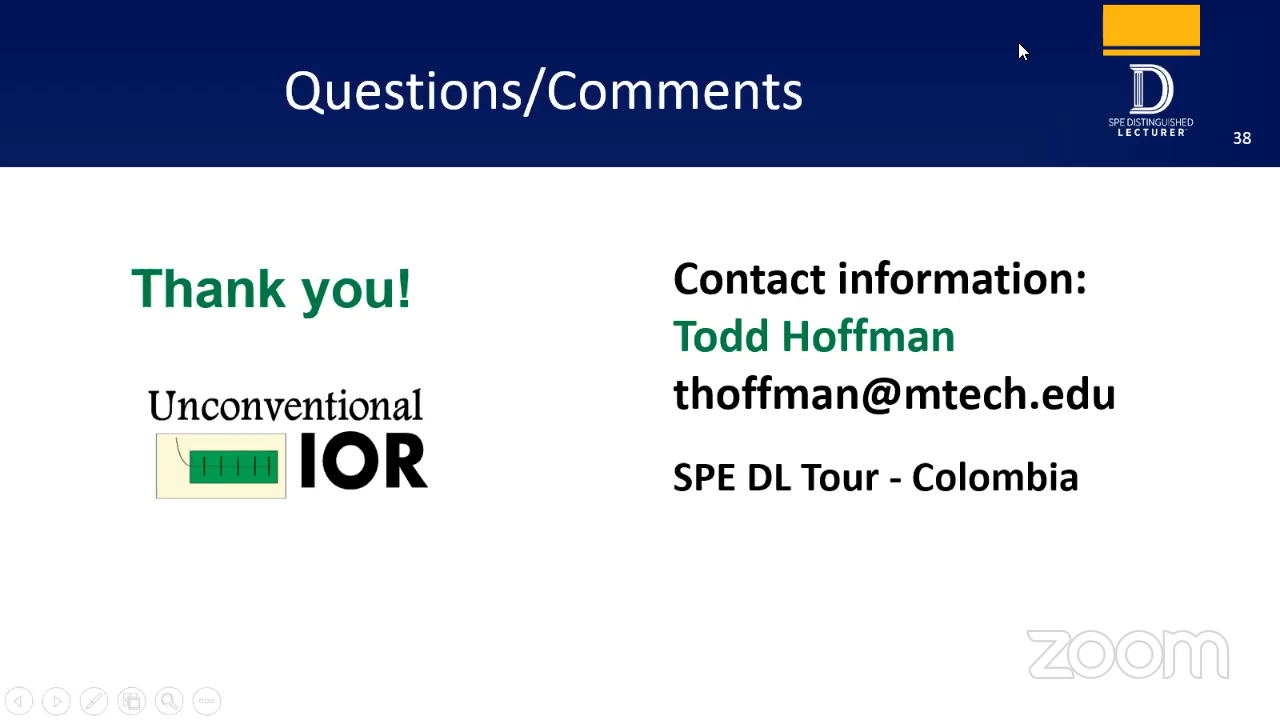 Questions/Comments
SPE DISTINGUISHED
LECTURER
38
Thank you!
Unconventional
IOR
Contact information:
Todd Hoffman
thoffman@mtech.edu
SPE DL Tour - Colombia
zoom